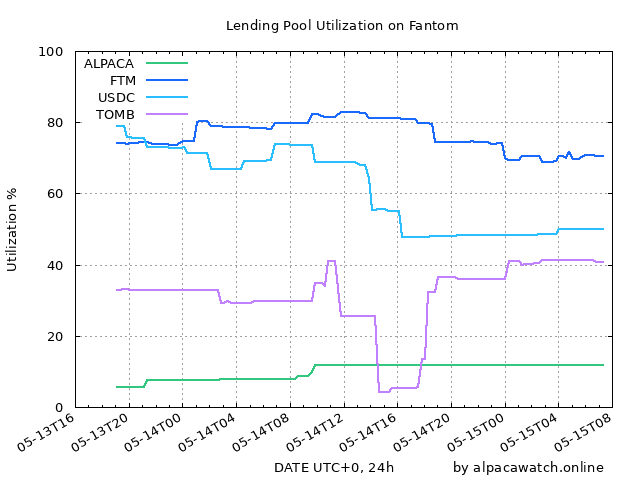 Lending Pool Utilization on Fantom
100
80
60
40
20
0
Utilization %
ALPACA
FTM
USDC
TOMB
05-13T16
05-13T20
05-14T00
05-14T04
05-14T08
05-14T12
05-14T16
05-14T20
05-15T00
05-15T04
05-15T08
DATE UTC+0, 24h
by alpacawatch.online